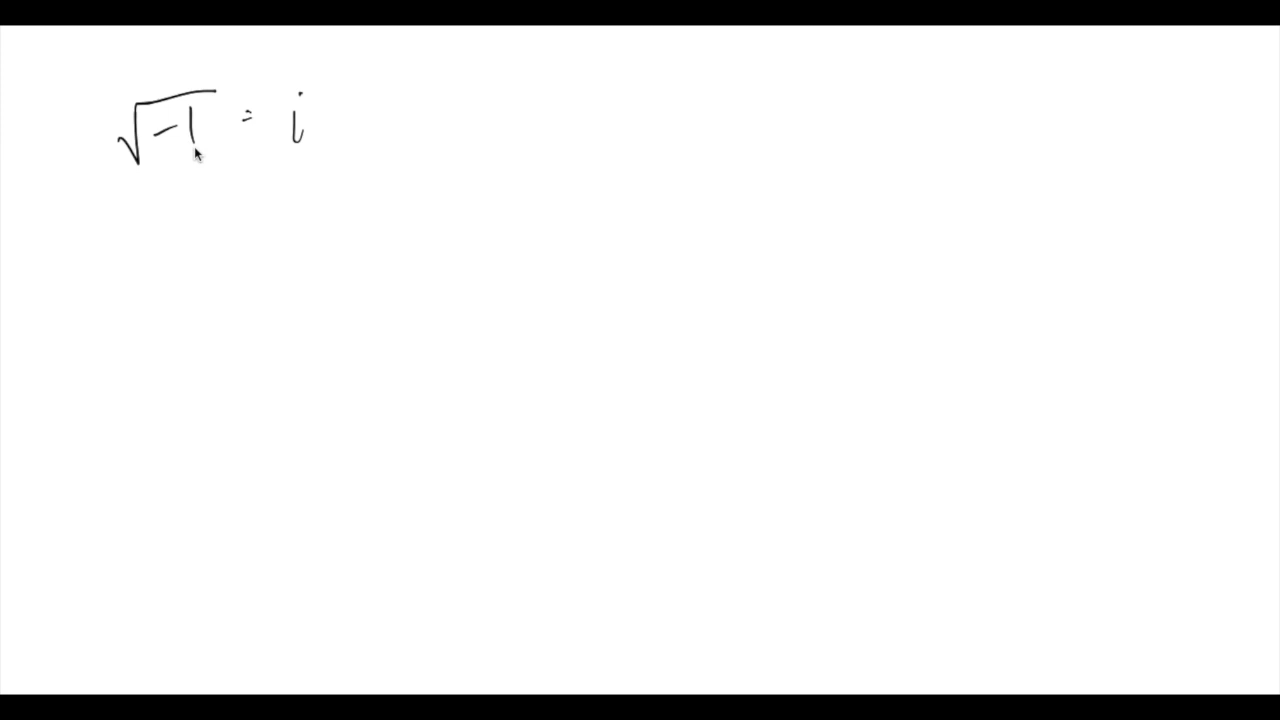 √-1 = i